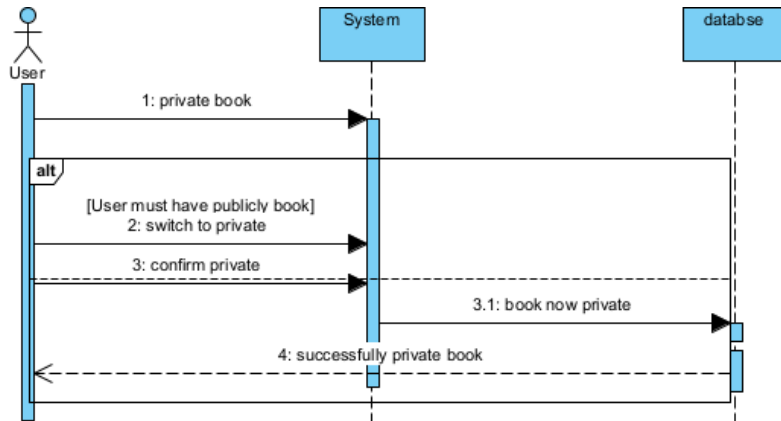 System
databse
User
1: private book
alt
[User must have publicly book]
2: switch to private
3: confirm private
3.1: book now private
4: successfully private book